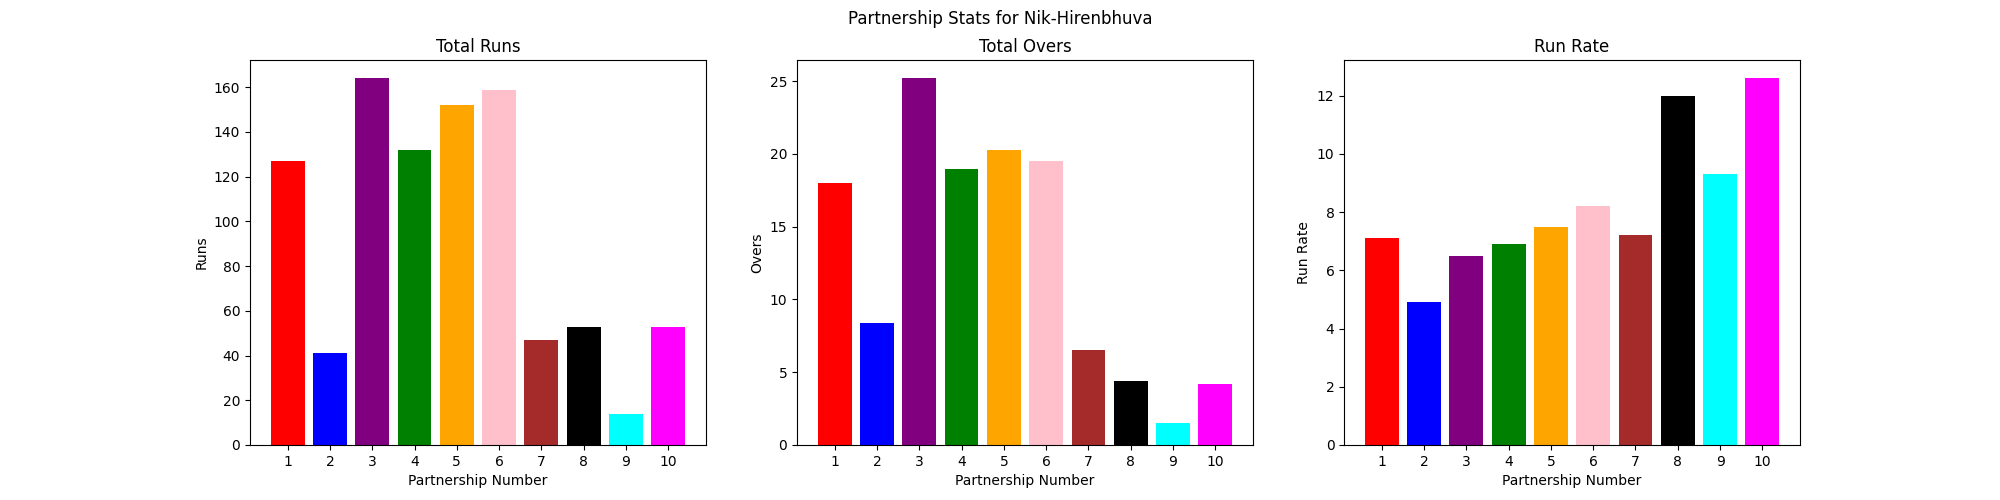 Partnership Stats for Nik-Hirenbhuva
Total Runs
Runs
160
140
120
100
80
60
40
20
0
1 2 3 4 5 6 7 8 9 10
Partnership Number
Total Overs
Overs
25
20
15
10
5
0
1 2 3 4 5 6 7 8 9 10
Partnership Number
Run Rate
Run Rate
12
10
8
6
4
2
0
1 2 3 4 5 6 7 8 9 10
Partnership Number